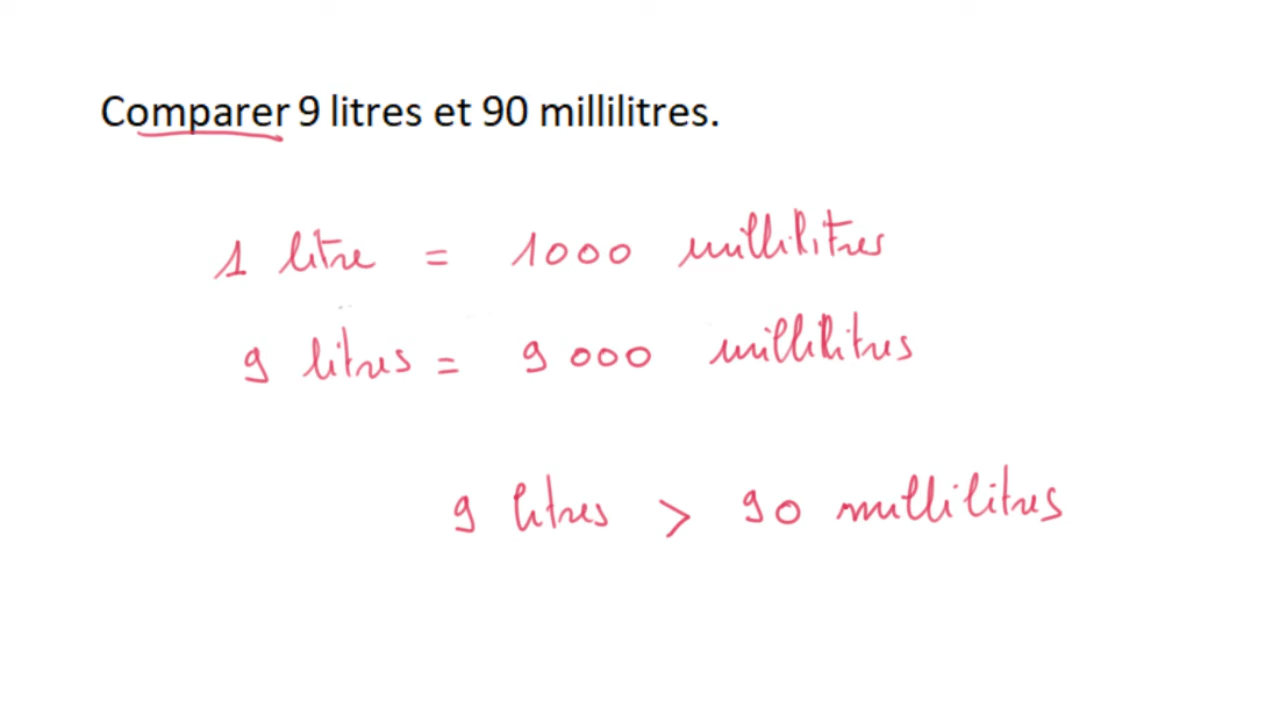 Comparer 9 litres et 90 millilitres.
1 litre = 1000 millilitres
9 litres = 9 000 millilitres
9 litres > 90 millilitres